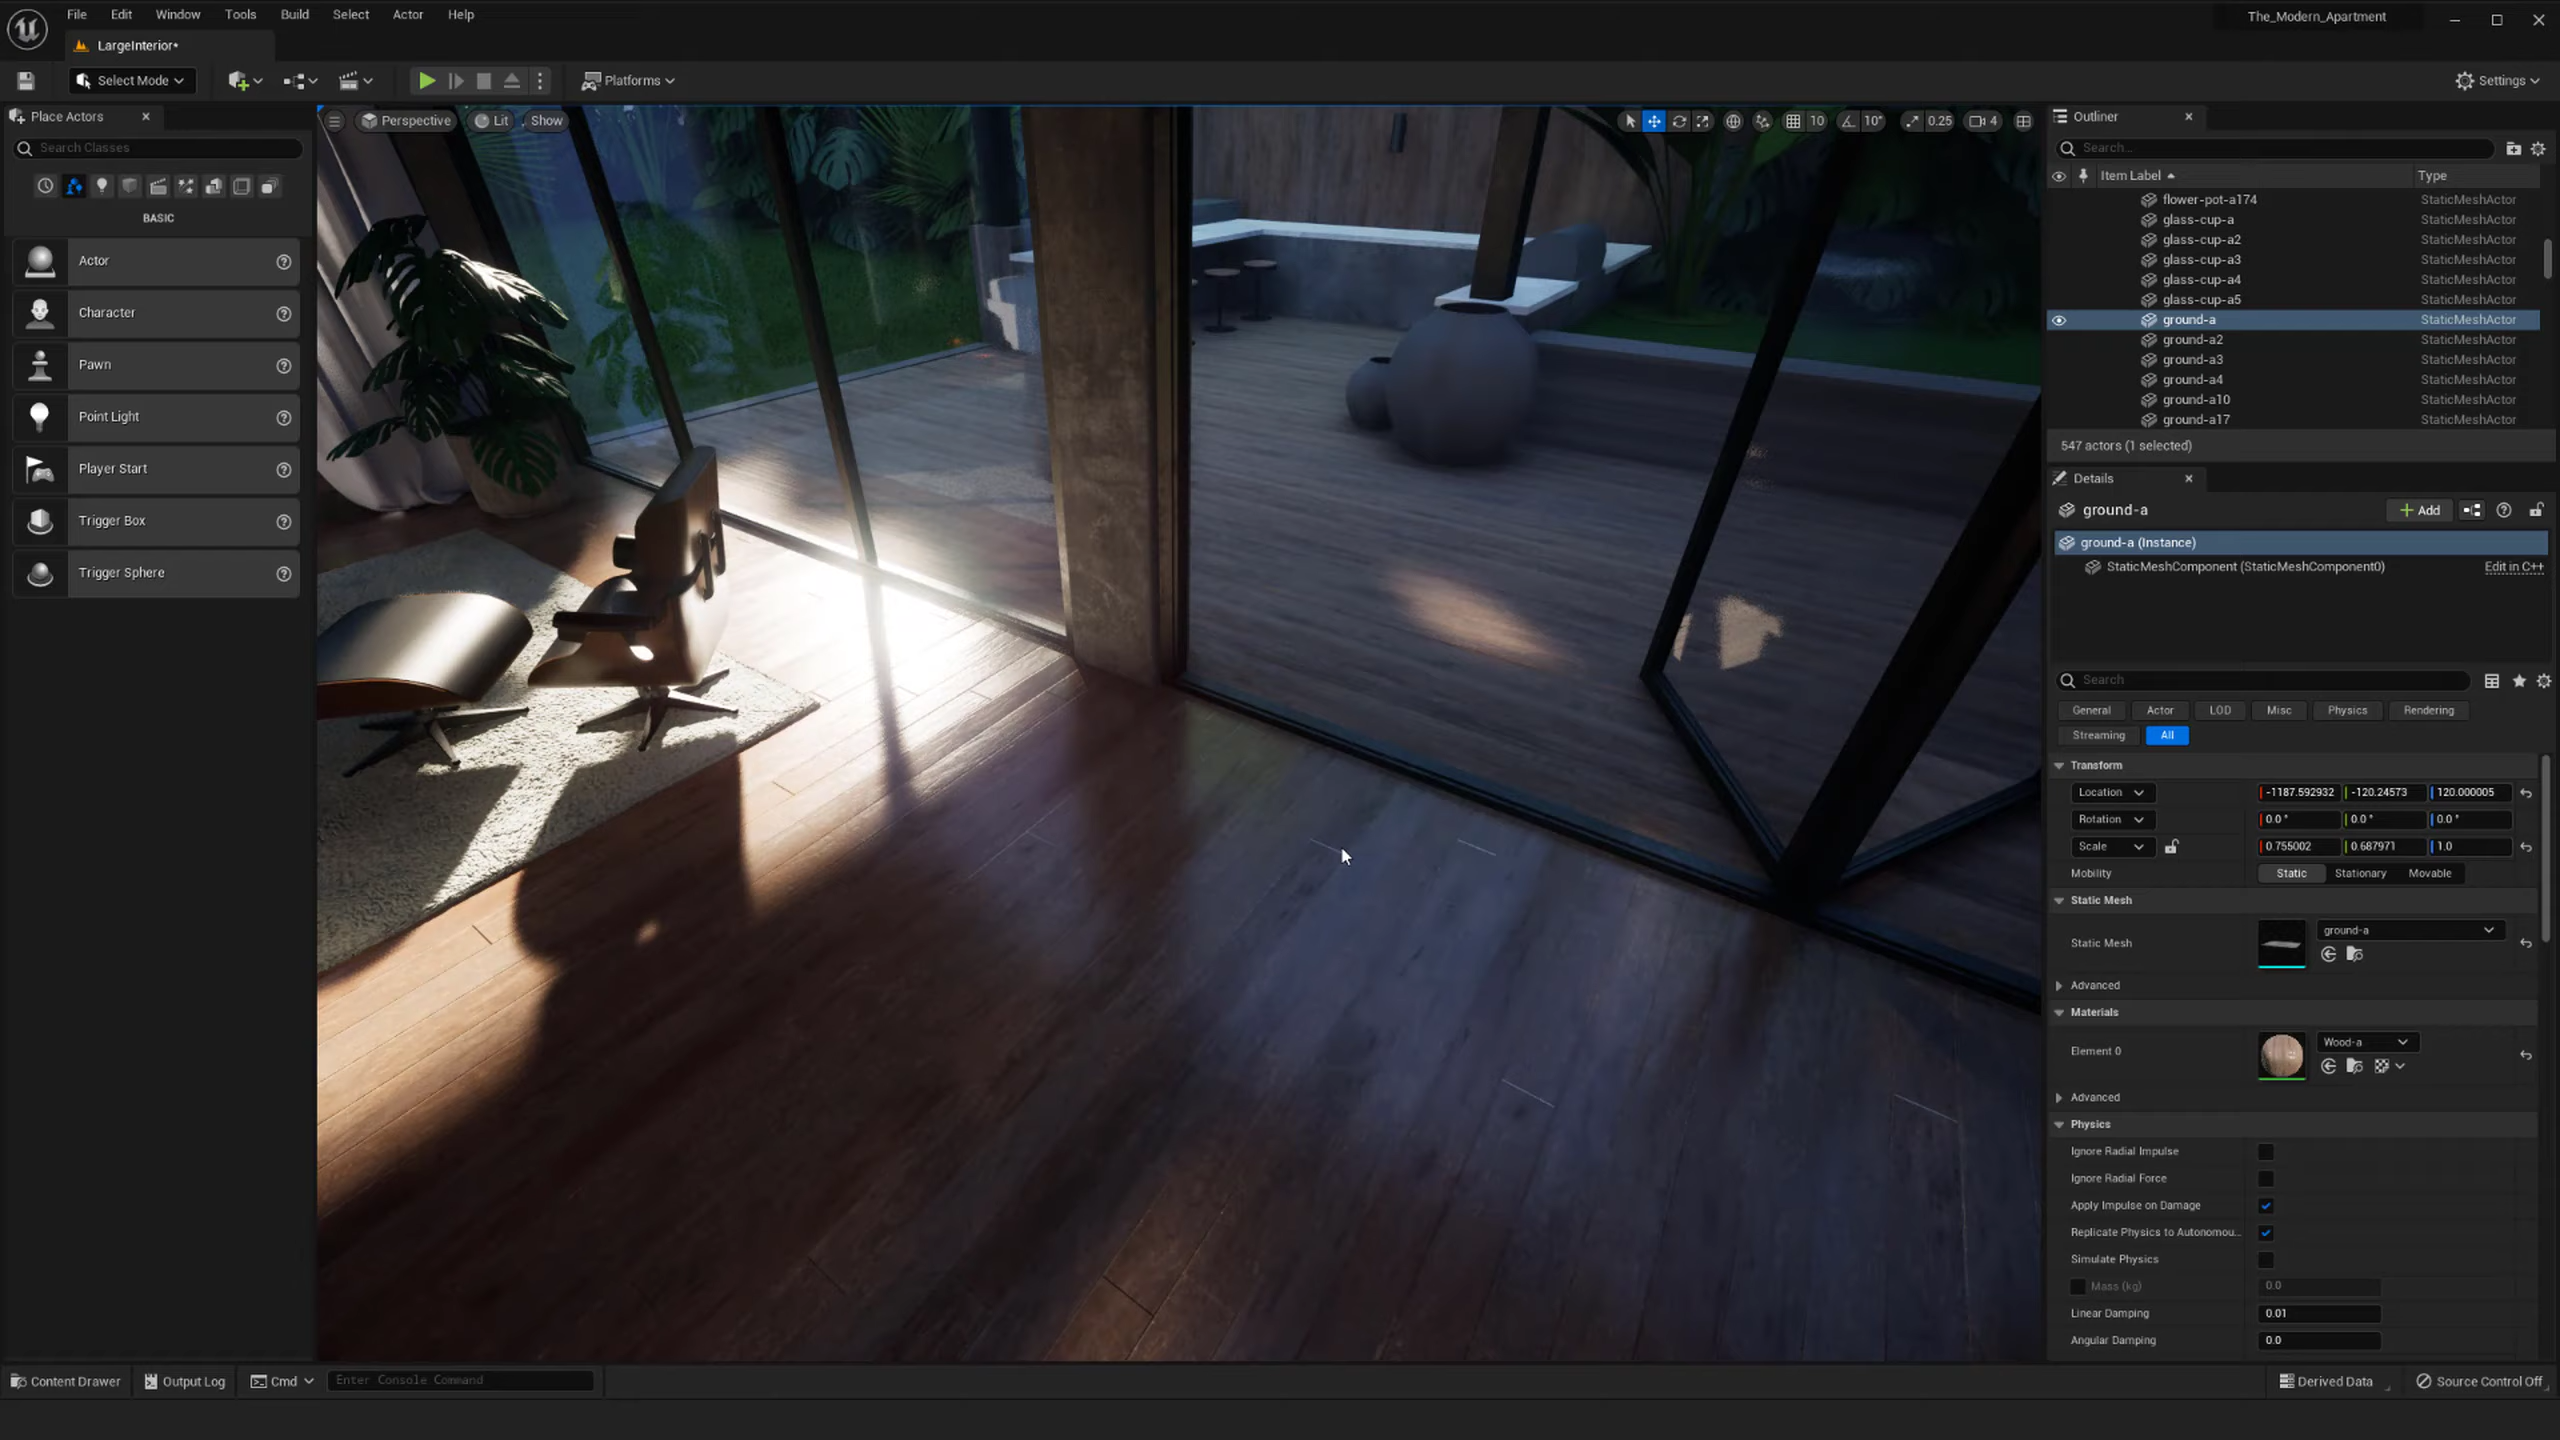 File Edit Window Tools Build Select Actor Help
The_Modern_Apartment
LargeInterior*
Select Mode
Platforms
Settings
Place Actors
Search Classes
BASIC
Actor
Character
Pawn
Point Light
Player Start
Trigger Box
Trigger Sphere
Perspective Lit Show
10 10° 0.25 4
Outliner
Search...
Item Label Type
flower-pot-a174 StaticMeshActor
glass-cup-a StaticMeshActor
glass-cup-a2 StaticMeshActor
glass-cup-a3 StaticMeshActor
glass-cup-a4 StaticMeshActor
glass-cup-a5 StaticMeshActor
ground-a StaticMeshActor
ground-a2 StaticMeshActor
ground-a3 StaticMeshActor
ground-a4 StaticMeshActor
ground-a10 StaticMeshActor
ground-a17 StaticMeshActor
547 actors (1 selected)
Details
ground-a + Add
ground-a (Instance)
StaticMeshComponent (StaticMeshComponent0) Edit in C++
Search
General Actor LOD Misc Physics Rendering
Streaming All
Transform
Location -1187.592932 -120.24573 120.000005
Rotation 0.0 ° 0.0 ° 0.0 °
Scale 0.755002 0.687971 1.0
Mobility Static Stationary Movable
Static Mesh
Static Mesh ground-a
Advanced
Materials
Element 0 Wood-a
Advanced
Physics
Ignore Radial Impulse
Ignore Radial Force
Apply Impulse on Damage
Replicate Physics to Autonomou...
Simulate Physics
Mass (kg) 0.0
Linear Damping 0.01
Angular Damping 0.0
Content Drawer Output Log Cmd Enter Console Command
Derived Data Source Control Off